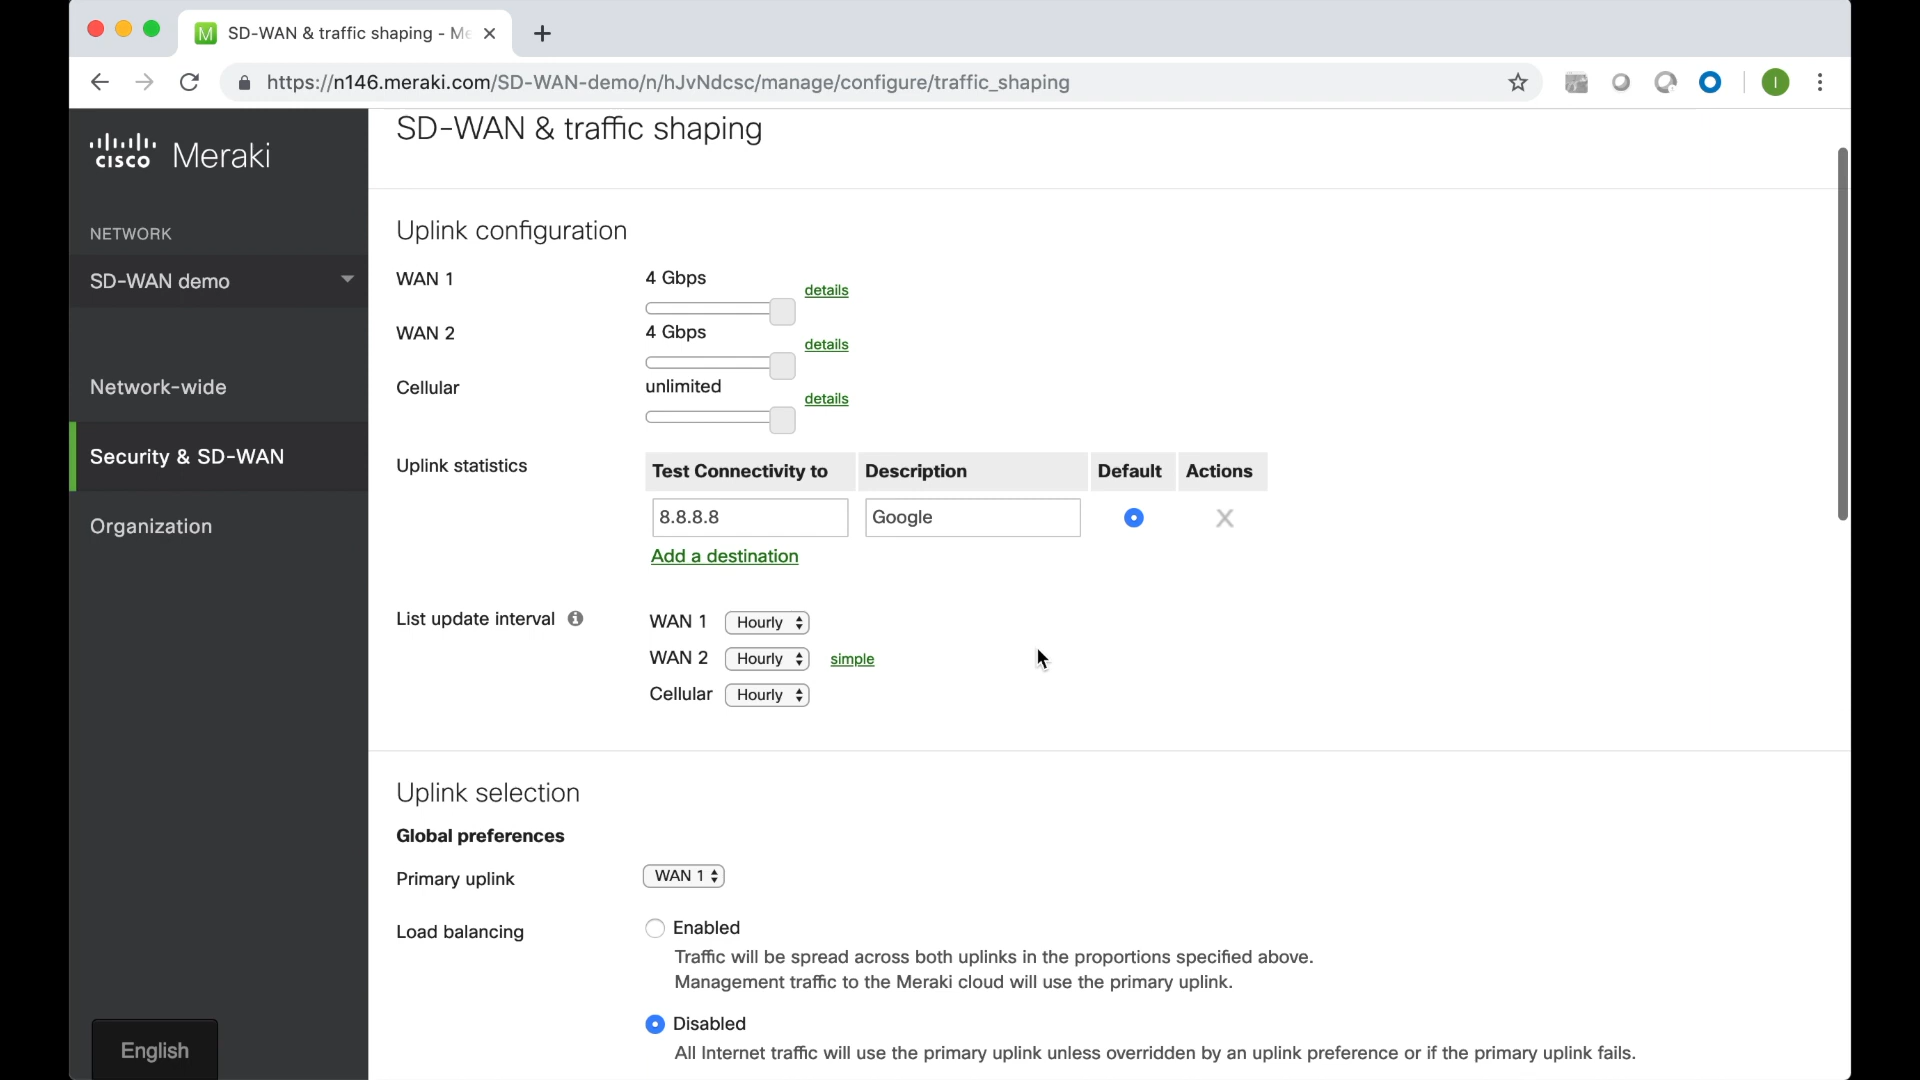 M SD-WAN & traffic shaping - Me
https://n146.meraki.com/SD-WAN-demo/n/hJvNdcsc/manage/configure/traffic_shaping
I
cisco Meraki
NETWORK
SD-WAN demo
Network-wide
Security & SD-WAN
Organization
English
SD-WAN & traffic shaping
Uplink configuration
WAN 1 4 Gbps details
WAN 2 4 Gbps details
Cellular unlimited details
Uplink statistics Test Connectivity to Description Default Actions
8.8.8.8 Google X
Add a destination
List update interval i WAN 1 Hourly
WAN 2 Hourly simple
Cellular Hourly
Uplink selection
Global preferences
Primary uplink WAN 1
Load balancing Enabled
Traffic will be spread across both uplinks in the proportions specified above.
Management traffic to the Meraki cloud will use the primary uplink.
Disabled
All Internet traffic will use the primary uplink unless overridden by an uplink preference or if the primary uplink fails.